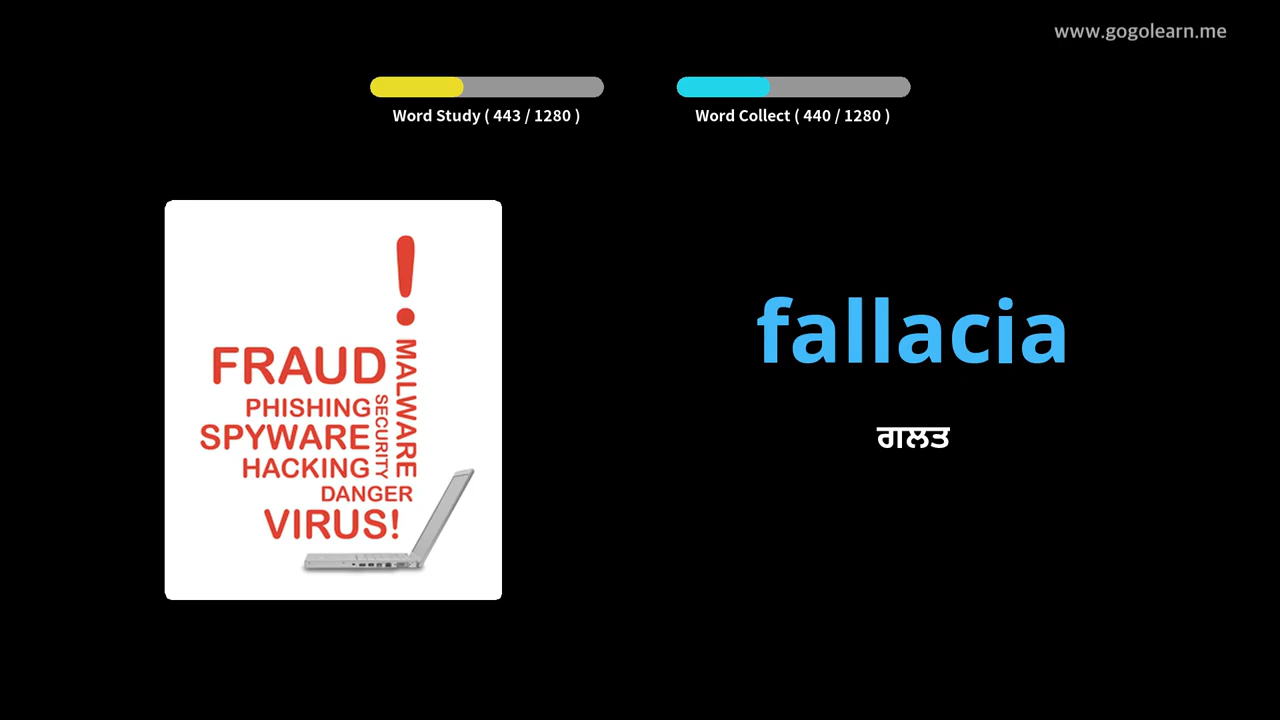 www.gogolearn.me
Word Study ( 443 / 1280 )
Word Collect ( 440 / 1280 )
!
FRAUD
MALWARE
PHISHING
SECURITY
SPYWARE
HACKING
DANGER
VIRUS!
fallacia
ਗਲਤ